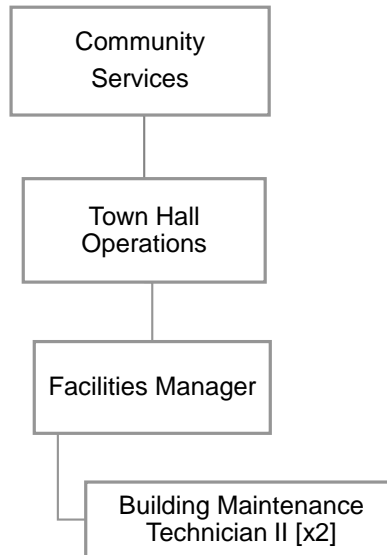 Community
Services
Town Hall
Operations
Facilities Manager
Building Maintenance
Technician II [x2]